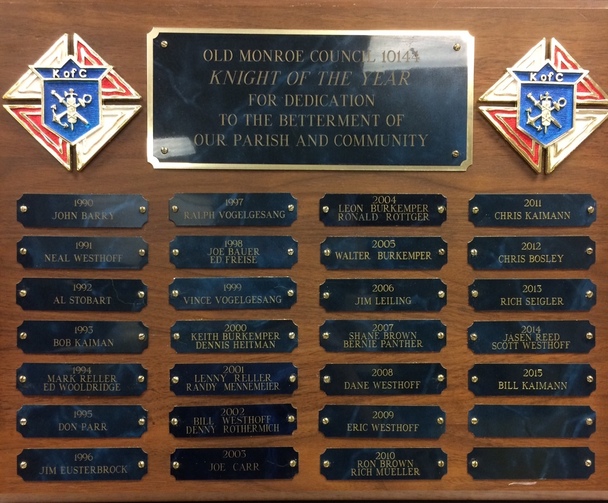 K of C
K of C
OLD MONROE COUNCIL 10143
KNIGHT OF THE YEAR
FOR DEDICATION
TO THE BETTERMENT OF
OUR PARISH AND COMMUNITY
1990
JOHN BARRY
1991
NEAL WESTHOFF
1992
AL STOBART
1993
BOB KAIMAN
1994
MARK RELLER
ED WOOLDRIDGE
1995
DON PARR
1996
JIM EUSTERBROCK
1997
RALPH VOGELGESANG
1998
JOE BAUER
ED FREISE
1999
VINCE VOGELGESANG
2000
KEITH BURKEMPER
DENNIS HEITMAN
2001
LENNY RELLER
RANDY MENNEMEIER
2002
BILL WESTHOFF
DENNY ROTHERMICH
2003
JOE CARR
2004
LEON BURKEMPER
RONALD ROTTGER
2005
WALTER BURKEMPER
2006
JIM LEILING
2007
SHANE BROWN
BERNIE PANTHER
2008
DANE WESTHOFF
2009
ERIC WESTHOFF
2010
RON BROWN
RICH MUELLER
2011
CHRIS KAIMANN
2012
CHRIS BOSLEY
2013
RICH SEIGLER
2014
JASEN REED
SCOTT WESTHOFF
2015
BILL KAIMANN